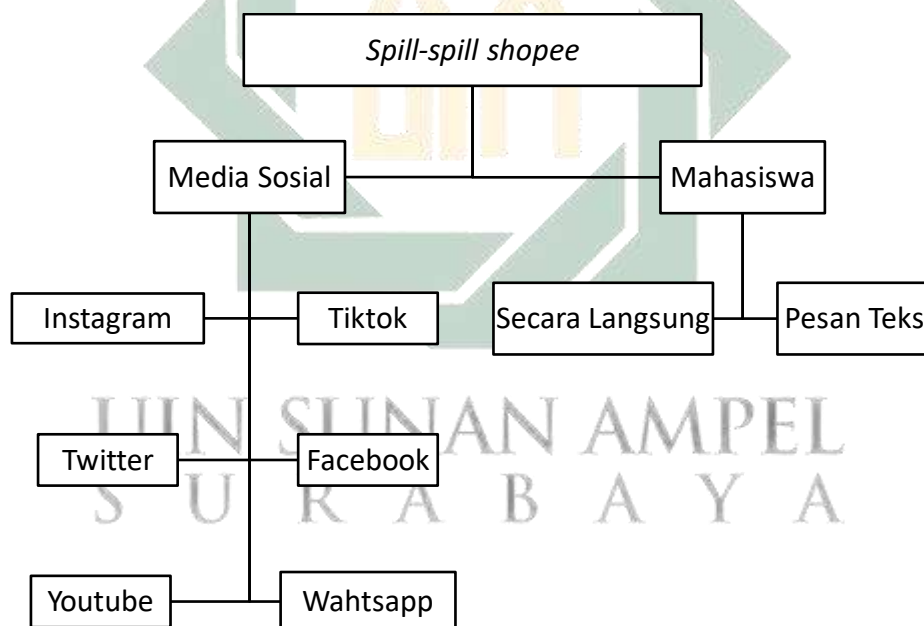 Spill-spill shopee
Media Sosial
Mahasiswa
Instagram
Tiktok
Secara Langsung
Pesan Teks
UIN SUNAN AMPEL
Twitter
Facebook
S U R A B A Y A
Youtube
Wahtsapp